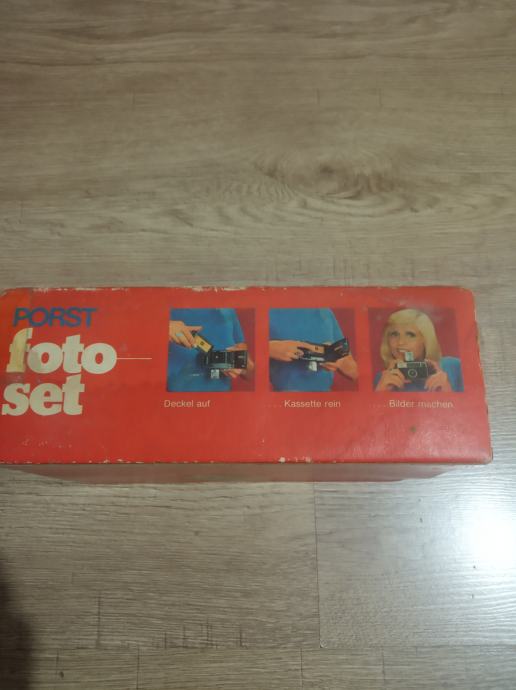 PORST
foto
set
Deckel auf
... Kassette rein
... Bilder machen